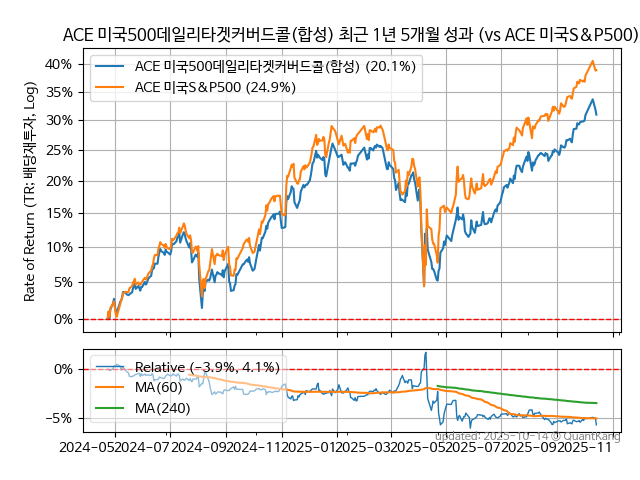 ACE 미국500데일리타겟커버드콜(합성) 최근 1년 5개월 성과 (vs ACE 미국S&P500)
Rate of Return (TR: 배당재투자, Log)
40%
35%
30%
25%
20%
15%
10%
5%
0%
ACE 미국500데일리타겟커버드콜(합성) (20.1%)
ACE 미국S&P500 (24.9%)
0%
−5%
Relative (−3.9%, 4.1%)
MA(60)
MA(240)
2024−05 2024−07 2024−09 2024−11 2025−01 2025−03 2025−05 2025−07 2025−09 2025−11
updated: 2025−10−14 © QuantKang